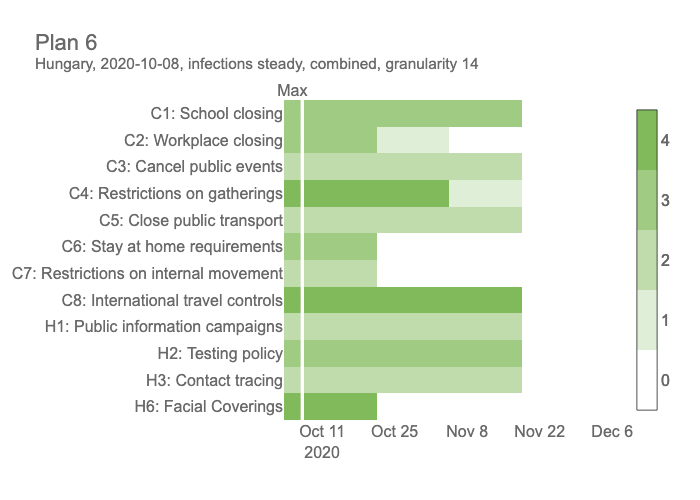 Plan 6
Hungary, 2020-10-08, infections steady, combined, granularity 14
Max
C1: School closing
C2: Workplace closing
C3: Cancel public events
C4: Restrictions on gatherings
C5: Close public transport
C6: Stay at home requirements
C7: Restrictions on internal movement
C8: International travel controls
H1: Public information campaigns
H2: Testing policy
H3: Contact tracing
H6: Facial Coverings
Oct 11 Oct 25 Nov 8 Nov 22 Dec 6
2020
4
3
2
1
0